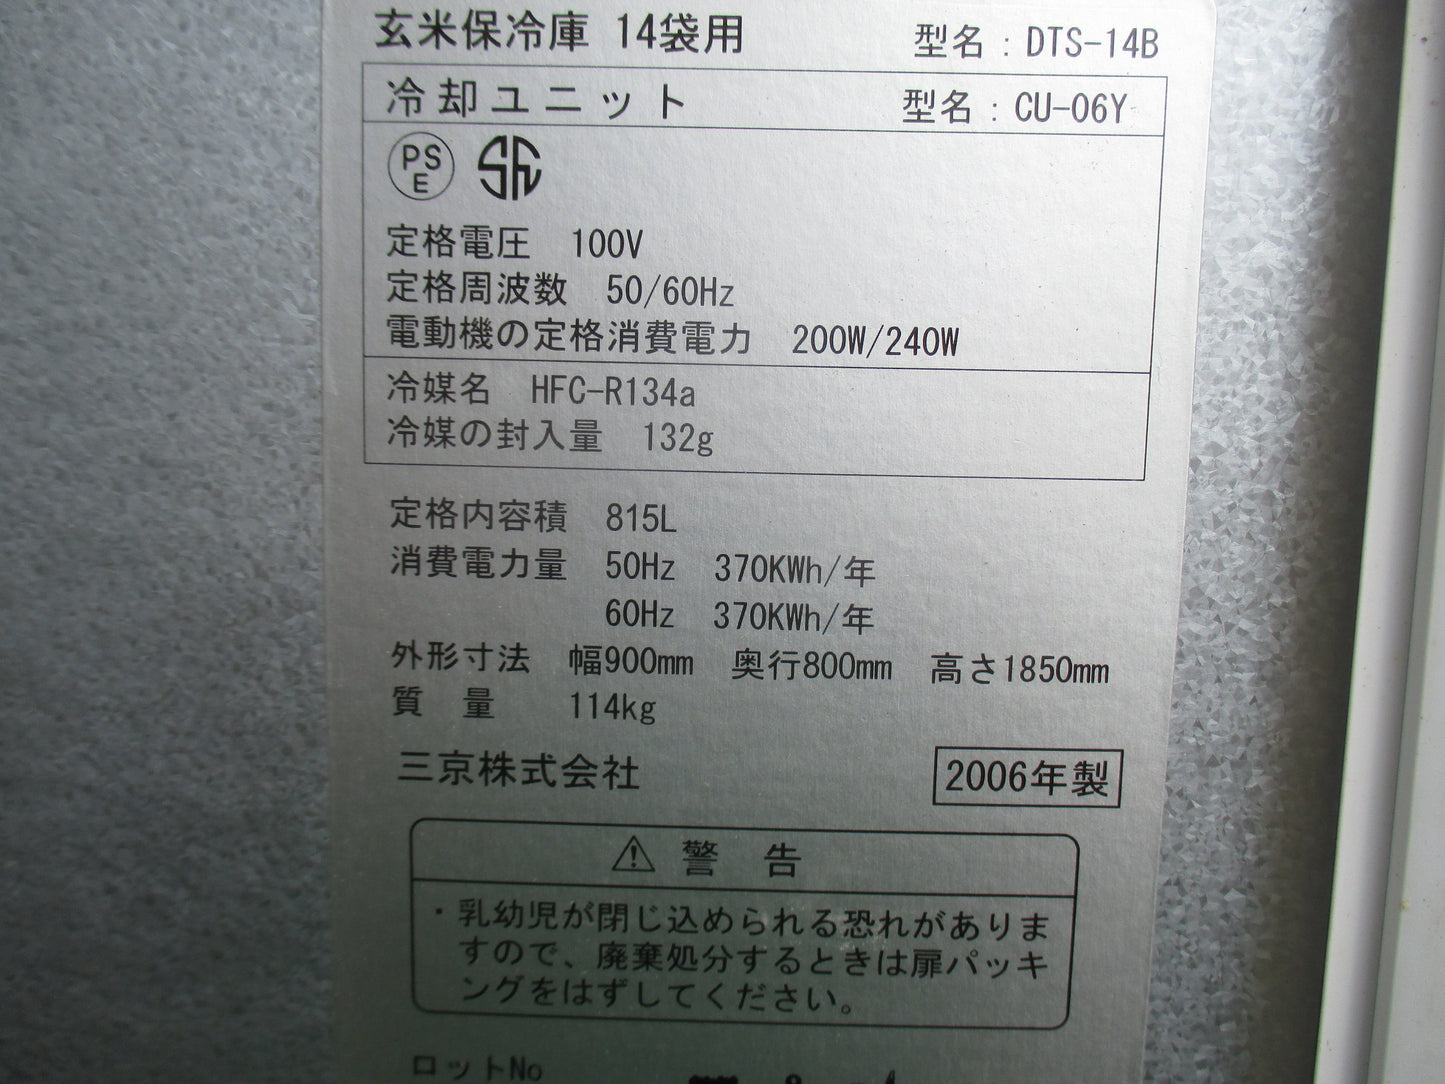 玄米保冷庫 14袋用 型名：DTS-14B
冷却ユニット 型名：CU-06Y
PSE
定格電圧 100V
定格周波数 50/60Hz
電動機の定格消費電力 200W/240W
冷媒名 HFC-R134a
冷媒の封入量 132g
定格内容積 815L
消費電力量 50Hz 370KWh/年
60Hz 370KWh/年
外形寸法 幅900mm 奥行800mm 高さ1850mm
質 量 114kg
三京株式会社 2006年製
⚠ 警 告
・乳幼児が閉じ込められる恐れがありま
すので、廃棄処分するときは扉パッキ
ングをはずしてください。
ロットNo